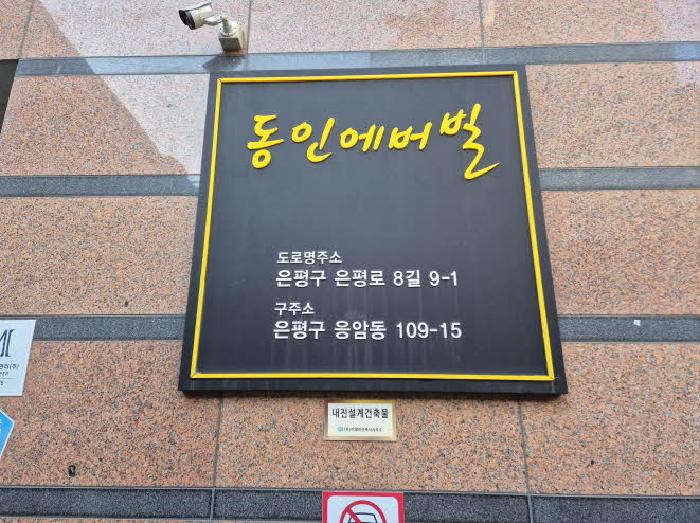 동인에버빌
도로명주소
은평구 은평로 8길 9-1
구주소
은평구 응암동 109-15
내진설계건축물